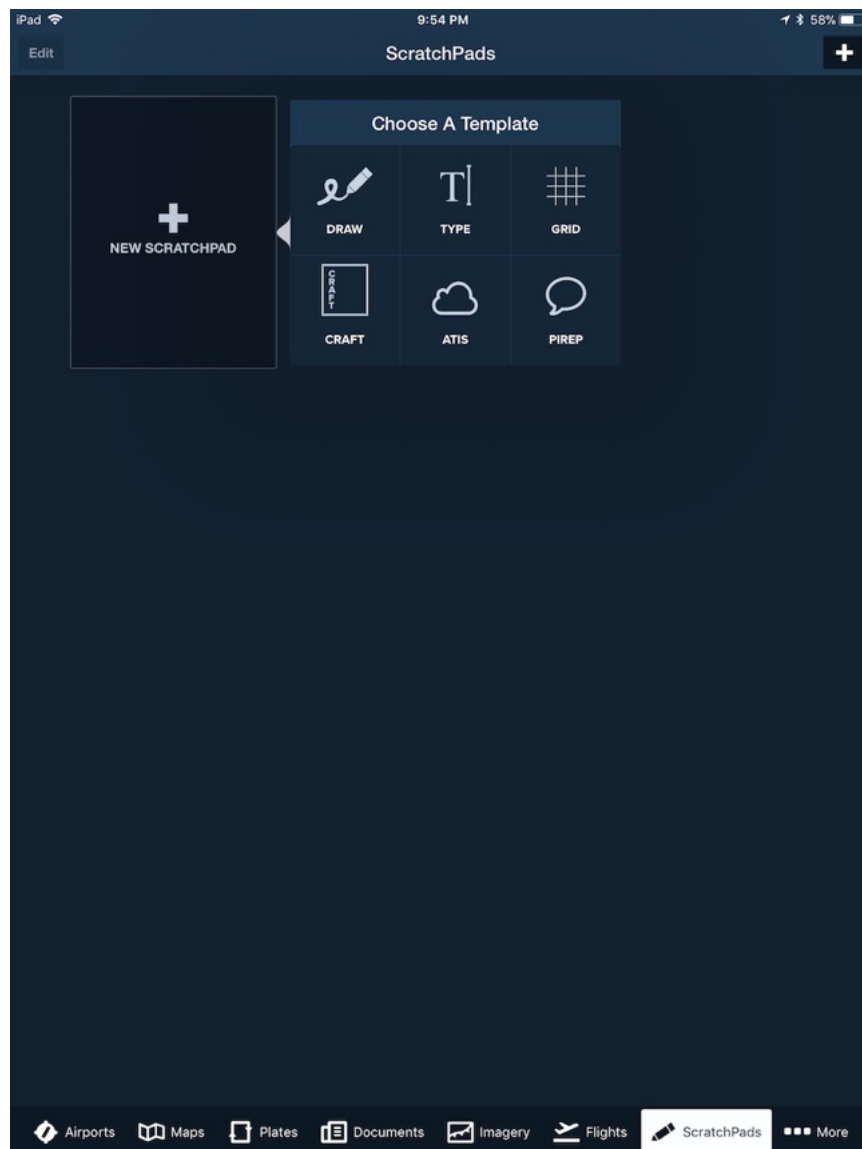 iPad 9:54 PM 58%
Edit ScratchPads
Choose A Template
NEW SCRATCHPAD
DRAW TYPE GRID
CRAFT
CRAFT ATIS PIREP
Airports Maps Plates Documents Imagery Flights ScratchPads More